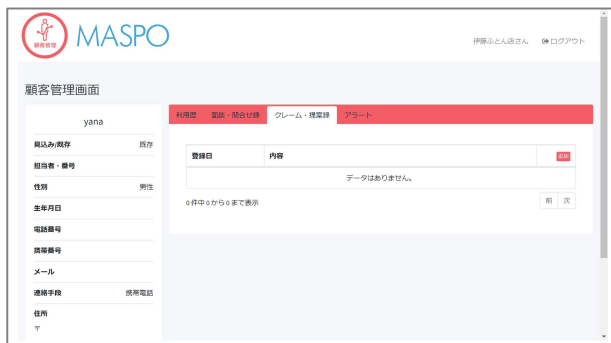 顧客管理
MASPO
伊藤ふとん店さん ログアウト
顧客管理画面
yana
見込み/既存 既存
担当者・番号
性別 男性
生年月日
電話番号
携帯番号
メール
連絡手段 携帯電話
住所
〒
利用歴 面談・問合せ録 クレーム・提案録 アラート
登録日 内容 追加
データはありません。
0 件中 0 から 0 まで表示
前 次